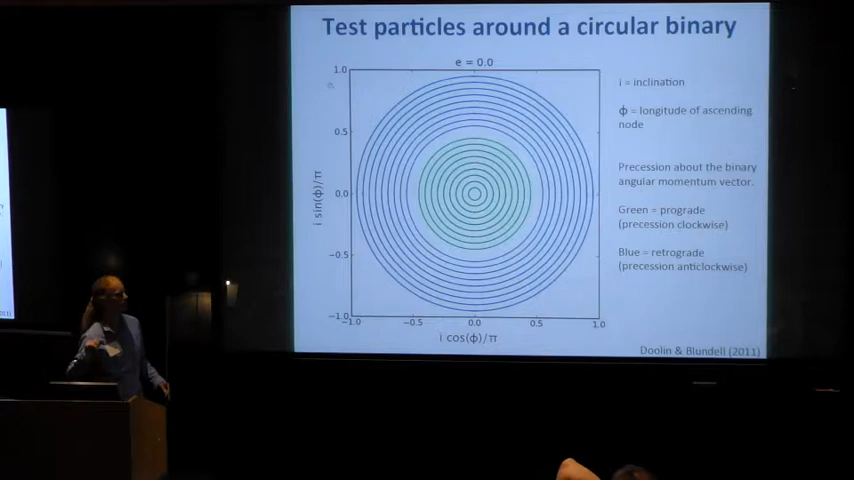 Test particles around a circular binary
e = 0.0
1.0
0.5
0.0
−0.5
−1.0
i sin(ϕ)/π
−1.0
−0.5
0.0
0.5
1.0
i cos(ϕ)/π
i = inclination
ϕ = longitude of ascending
node
Precession about the binary
angular momentum vector.
Green = prograde
(precession clockwise)
Blue = retrograde
(precession anticlockwise)
Doolin & Blundell (2011)